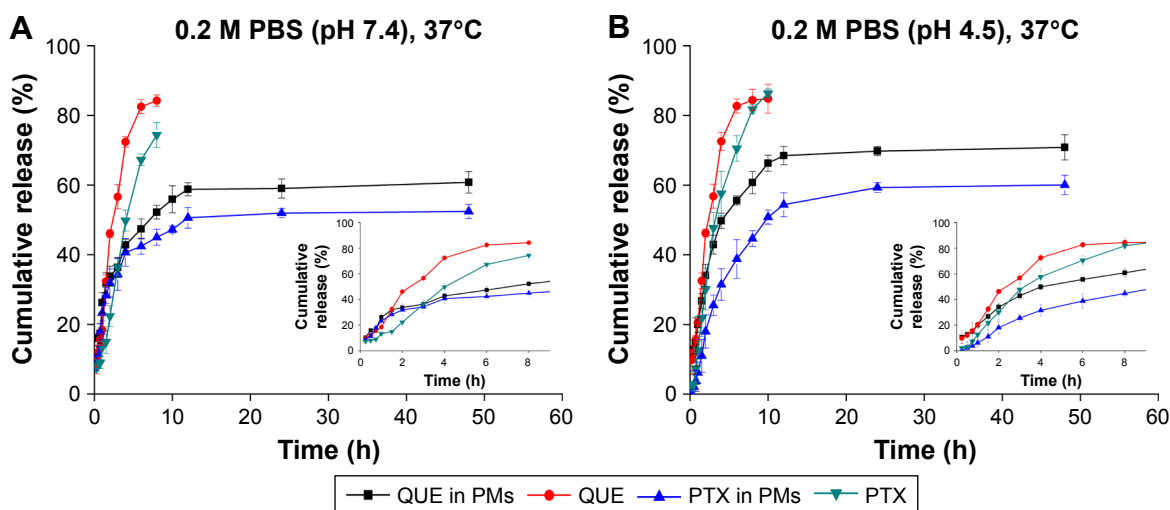 A
0.2 M PBS (pH 7.4), 37°C
Cumulative release (%)
100
80
60
40
20
0
0 10 20 30 40 50 60
Time (h)
Cumulative
release (%)
100
80
60
40
20
0
0 2 4 6 8
Time (h)
B
0.2 M PBS (pH 4.5), 37°C
Cumulative release (%)
100
80
60
40
20
0
0 10 20 30 40 50 60
Time (h)
Cumulative
release (%)
100
80
60
40
20
0
0 2 4 6 8
Time (h)
QUE in PMs QUE PTX in PMs PTX